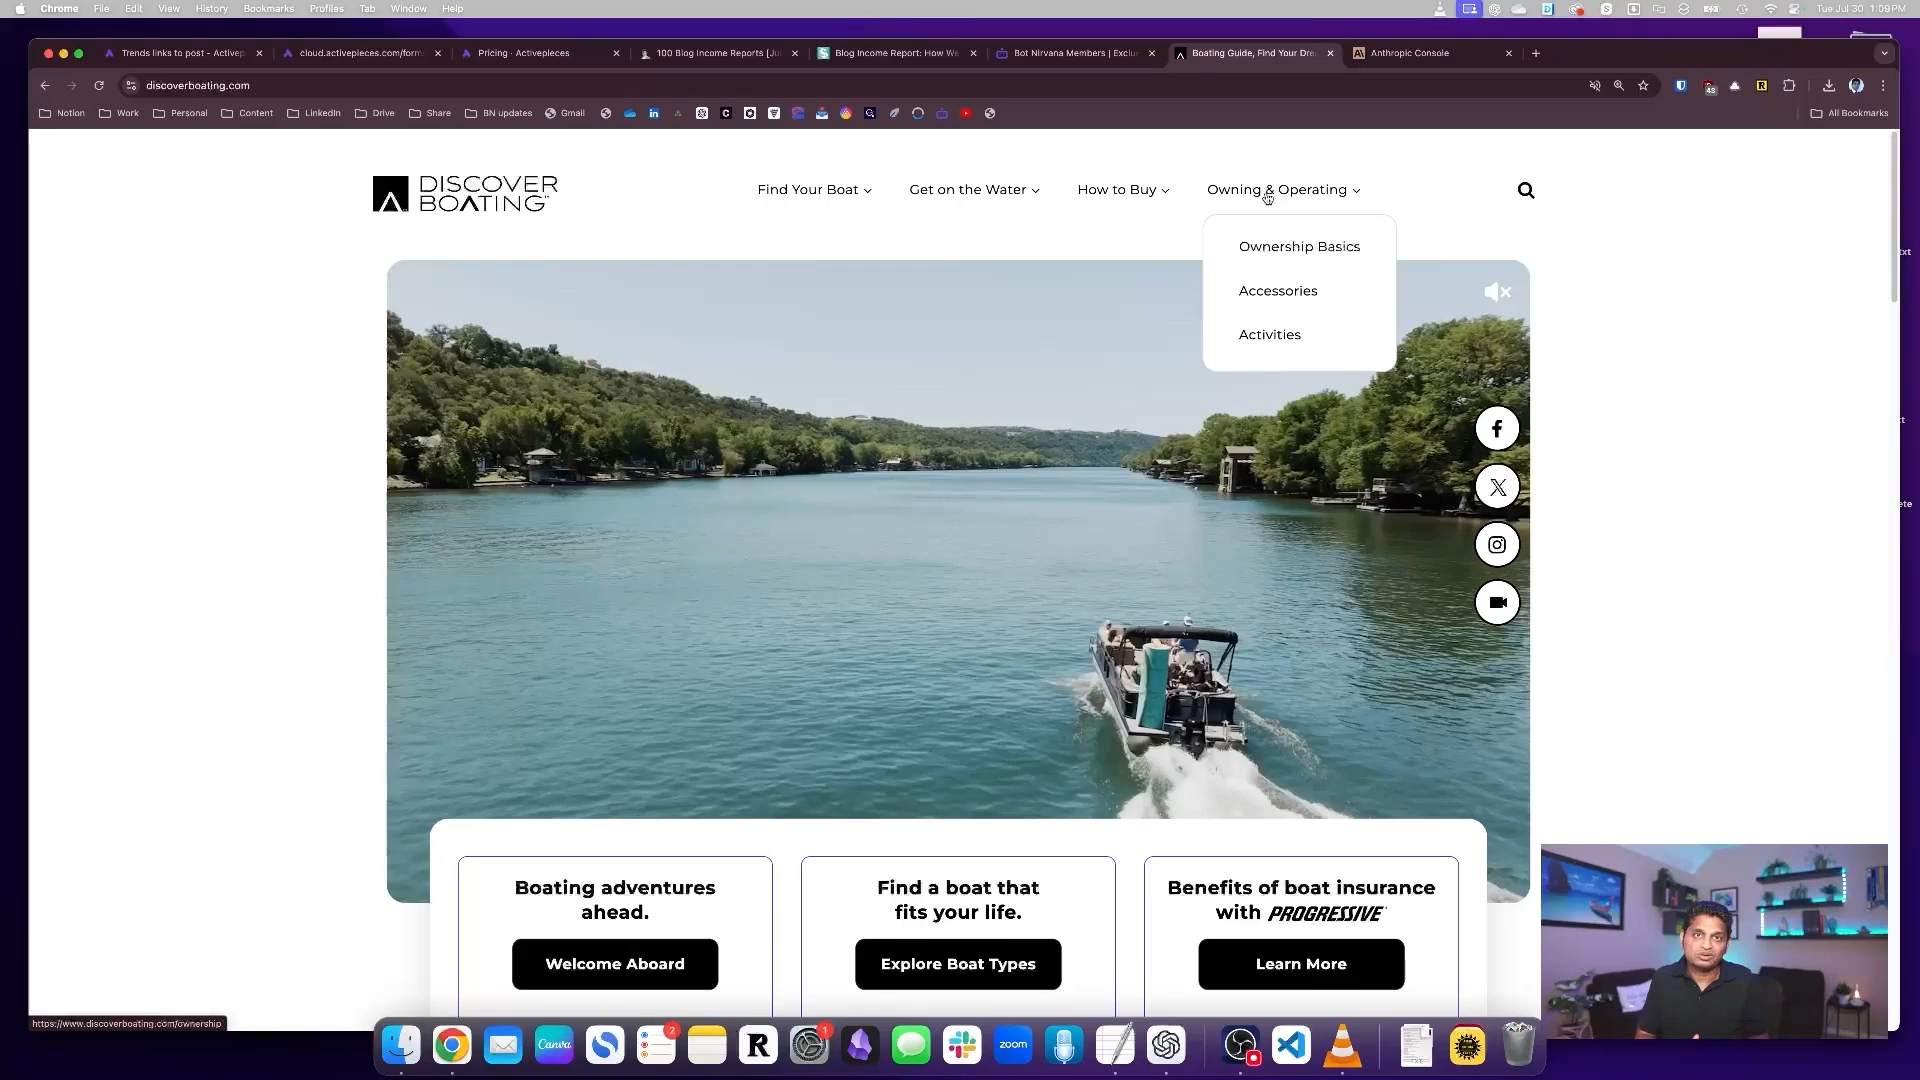 Chrome File Edit View History Bookmarks Profiles Tab Window Help Tue Jul 30 1:09PM
Trends links to post - Activep cloud.activepieces.com/form Pricing · Activepieces 100 Blog Income Reports [Ju Blog Income Report: How We Bot Nirvana Members | Exclu Boating Guide, Find Your Dre Anthropic Console
discoverboating.com
43
Notion Work Personal Content LinkedIn Drive Share BN updates Gmail All Bookmarks
DISCOVER
BOATING
Find Your Boat Get on the Water How to Buy Owning & Operating
Ownership Basics
Accessories
Activities
Boating adventures
ahead.
Welcome Aboard
Find a boat that
fits your life.
Explore Boat Types
Benefits of boat insurance
with PROGRESSIVE
Learn More
https://www.discoverboating.com/ownership
Canva
2
1
zoom